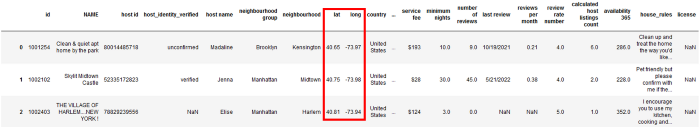 id NAME host id host_identity_verified host name neighbourhood group neighbourhood lat long country ... service fee minimum nights number of reviews last review reviews per month review rate number calculated host listings count availability 365 house_rules license
0 1001254 Clean & quiet apt home by the park 80014485718 unconfirmed Madaline Brooklyn Kensington 40.65 -73.97 United States ... $193 10.0 9.0 10/19/2021 0.21 4.0 6.0 286.0 Clean up and treat the home the way you'd like... NaN
1 1002102 Skylit Midtown Castle 52335172823 verified Jenna Manhattan Midtown 40.75 -73.98 United States ... $28 30.0 45.0 5/21/2022 0.38 4.0 2.0 228.0 Pet friendly but please confirm with me if the... NaN
2 1002403 THE VILLAGE OF HARLEM....NEW YORK ! 78829239556 NaN Elise Manhattan Harlem 40.81 -73.94 United States ... $124 3.0 0.0 NaN NaN 5.0 1.0 352.0 I encourage you to use my kitchen, cooking and... NaN